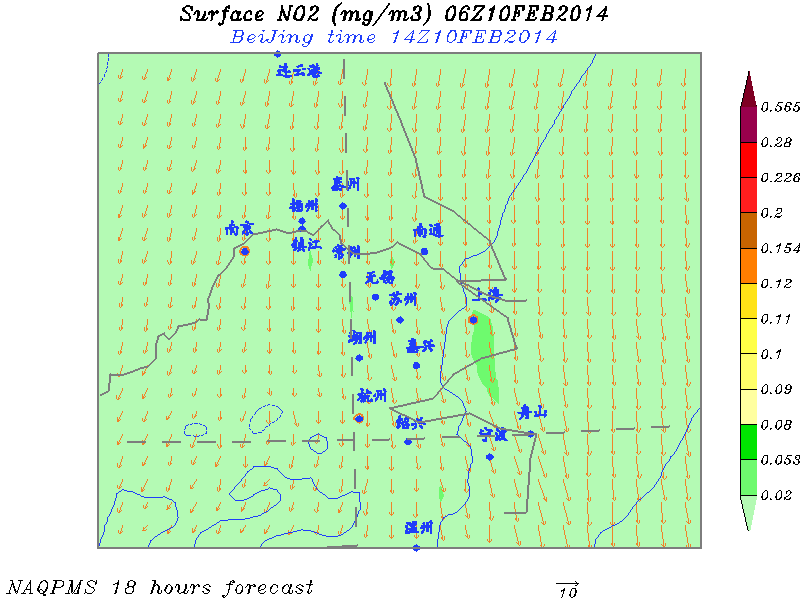 Surface NO2 (mg/m3) 06Z10FEB2014
BeiJing time 14Z10FEB2014
连云港
泰州
扬州
南京
镇江
南通
常州
无锡
苏州
上海
湖州
嘉兴
杭州
绍兴
舟山
宁波
温州
0.565
0.28
0.226
0.2
0.154
0.12
0.11
0.1
0.09
0.08
0.053
0.02
NAQPMS 18 hours forecast
10